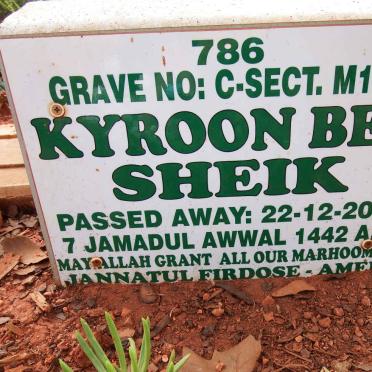 786
GRAVE NO: C-SECT. M1
KYROON BE
SHEIK
PASSED AWAY: 22-12-20
7 JAMADUL AWWAL 1442 A
MAY ALLAH GRANT ALL OUR MARHOOM
JANNATUL FIRDOSE - AME